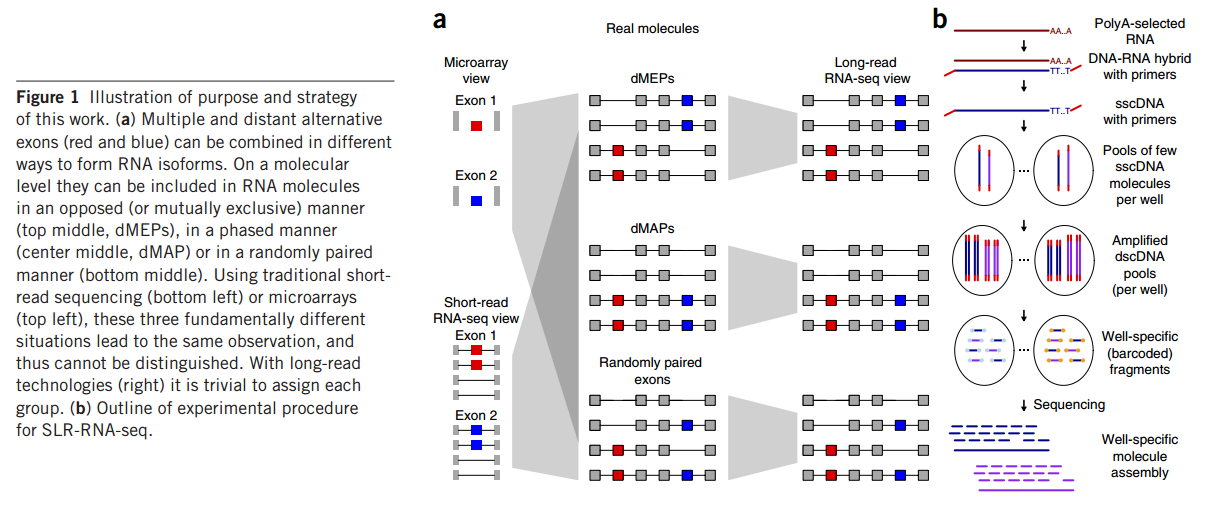 Figure 1 Illustration of purpose and strategy
of this work. (a) Multiple and distant alternative
exons (red and blue) can be combined in different
ways to form RNA isoforms. On a molecular
level they can be included in RNA molecules
in an opposed (or mutually exclusive) manner
(top middle, dMEPs), in a phased manner
(center middle, dMAP) or in a randomly paired
manner (bottom middle). Using traditional short-
read sequencing (bottom left) or microarrays
(top left), these three fundamentally different
situations lead to the same observation, and
thus cannot be distinguished. With long-read
technologies (right) it is trivial to assign each
group. (b) Outline of experimental procedure
for SLR-RNA-seq.
a
Real molecules
Microarray
view
Exon 1
Exon 2
Short-read
RNA-seq view
Exon 1
Exon 2
dMEPs
dMAPs
Randomly paired
exons
Long-read
RNA-seq view
b
AA..A
PolyA-selected
RNA
AA..A
TT..T
DNA-RNA hybrid
with primers
TT..T
sscDNA
with primers
...
Pools of few
sscDNA
molecules
per well
...
Amplified
dscDNA
pools
(per well)
...
Well-specific
(barcoded)
fragments
Sequencing
Well-specific
molecule
assembly